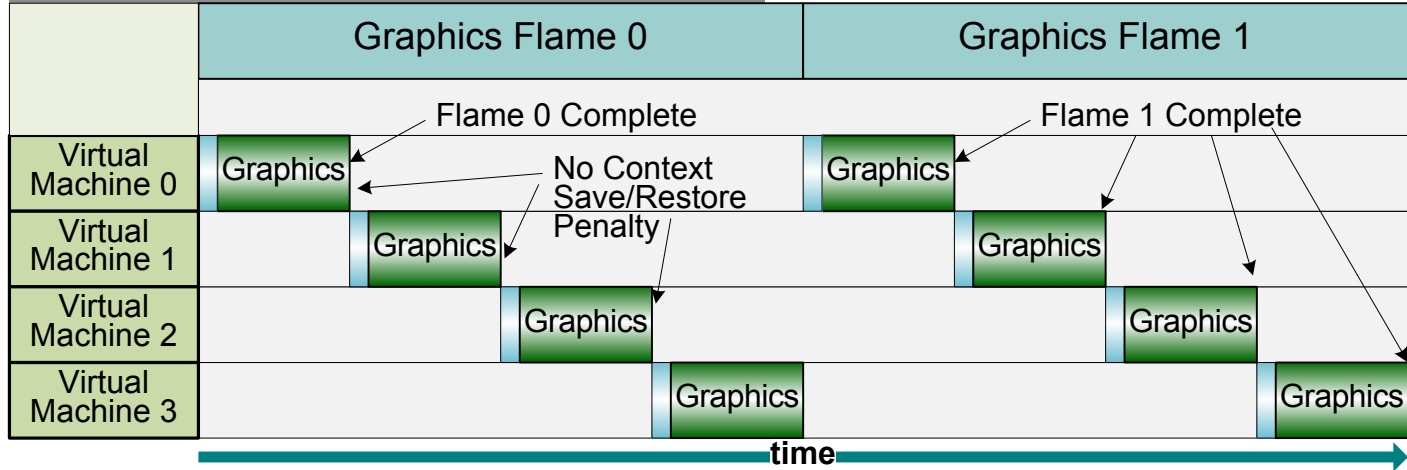 Graphics Flame 0
Graphics Flame 1
Flame 0 Complete
Flame 1 Complete
Virtual
Machine 0
Graphics
No Context
Save/Restore
Penalty
Graphics
Virtual
Machine 1
Graphics
Graphics
Virtual
Machine 2
Graphics
Graphics
Virtual
Machine 3
Graphics
Graphics
time